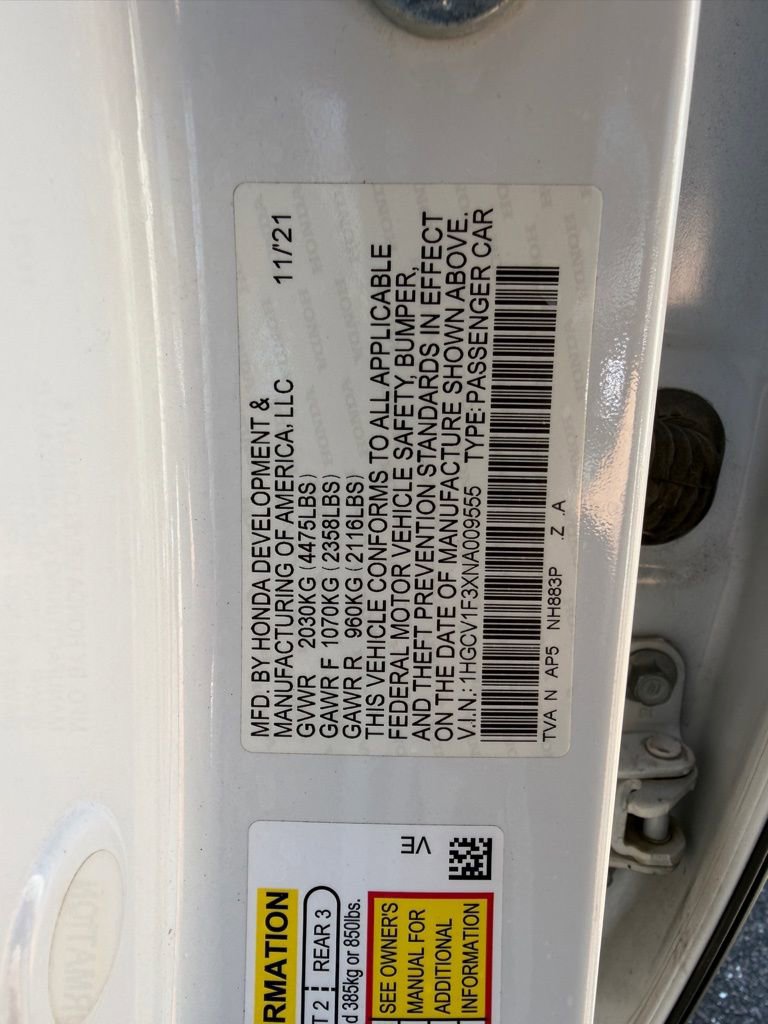 MFD. BY HONDA DEVELOPMENT &
MANUFACTURING OF AMERICA, LLC 11/'21
GVWR 2030KG (4475LBS)
GAWR F 1070KG (2358LBS)
GAWR R 960KG (2116LBS)
THIS VEHICLE CONFORMS TO ALL APPLICABLE
FEDERAL MOTOR VEHICLE SAFETY, BUMPER,
AND THEFT PREVENTION STANDARDS IN EFFECT
ON THE DATE OF MANUFACTURE SHOWN ABOVE.
V.I.N.: 1HGCV1F3XNA009555 TYPE: PASSENGER CAR
TVA N AP5 NH883P .Z .A
RMATION
T 2 REAR 3
d 385kg or 850lbs.
SEE OWNER'S
MANUAL FOR
ADDITIONAL
INFORMATION
VE